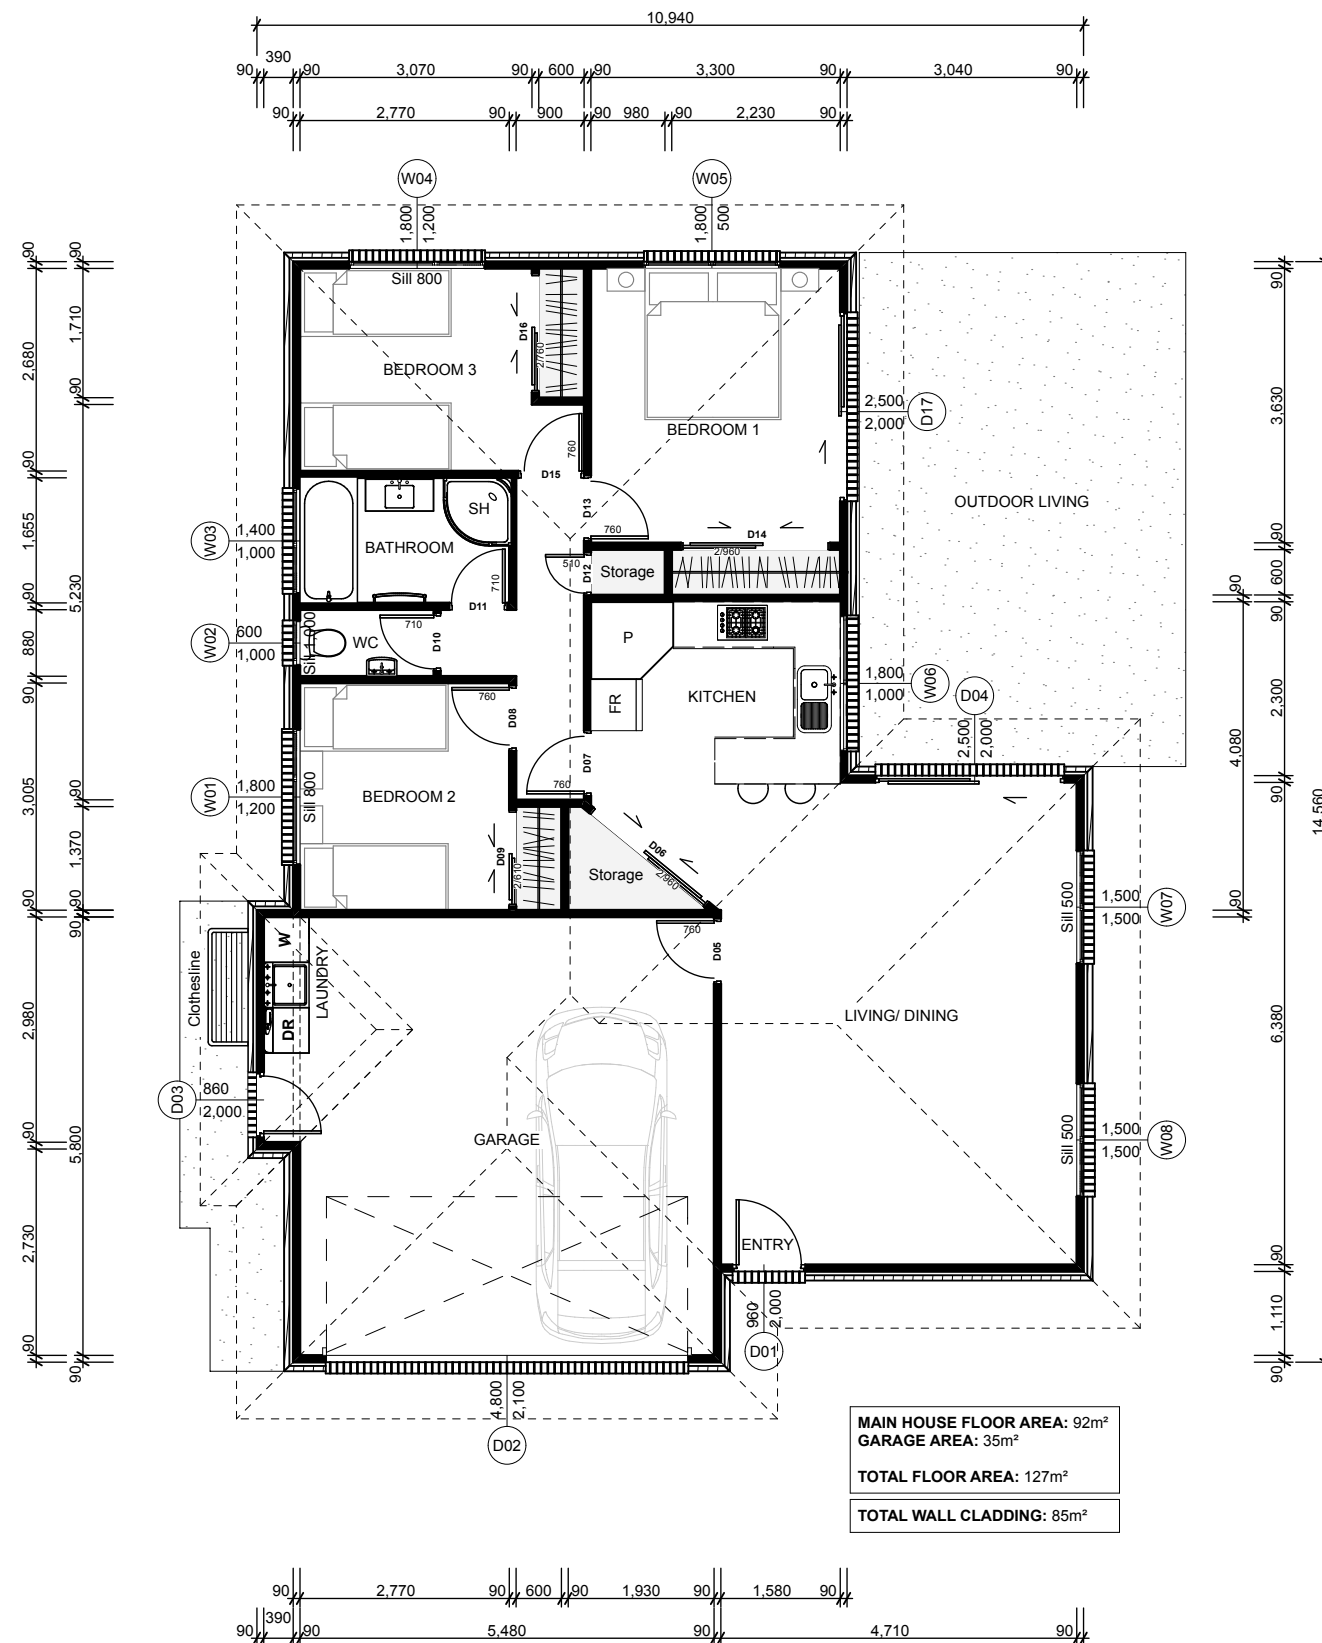 10,940
90 390 90 3,070 90 600 90 3,300 90 3,040 90
90 2,770 90 900 90 980 90 2,230 90
W04
1,800
1,200
W05
1,800
500
Sill 800
BEDROOM 3
D16
2/760
BEDROOM 1
2,500
2,000
D17
OUTDOOR LIVING
760
D15
D13
760
D14
2/960
W03
1,400
1,000
BATHROOM
SH
710
D11
510
D12
Storage
W02
600
1,000
Sill 1,000
WC
710
D10
P
FR
KITCHEN
1,800
1,000
W06
D04
2,500
2,000
760
D08
D07
760
W01
1,800
1,200
Sill 800
BEDROOM 2
D09
2/610
Storage
D06
2/960
Sill 500
1,500
1,500
W07
760
D05
Clothesline
W
LAUNDRY
DR
LIVING/ DINING
D03
860
2,000
GARAGE
Sill 500
1,500
1,500
W08
ENTRY
960
2,000
D01
4,800
2,100
D02
90
2,680
90
1,655
90
880
90
3,005
90
2,980
90
2,730
90
90
1,710
90
5,230
90
1,370
90
90
5,800
90
90
3,630
90
600
90
2,300
90
6,380
90
1,110
90
90
4,080
90
14,560
MAIN HOUSE FLOOR AREA: 92m²
GARAGE AREA: 35m²
TOTAL FLOOR AREA: 127m²
TOTAL WALL CLADDING: 85m²
90 2,770 90 600 90 1,930 90 1,580 90
90 390 90 5,480 90 4,710 90